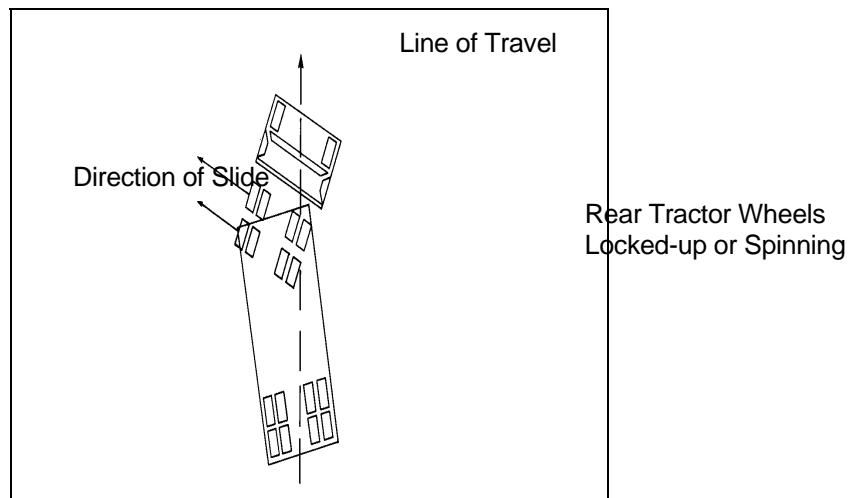 Line of Travel
Direction of Slide
Rear Tractor Wheels
Locked-up or Spinning